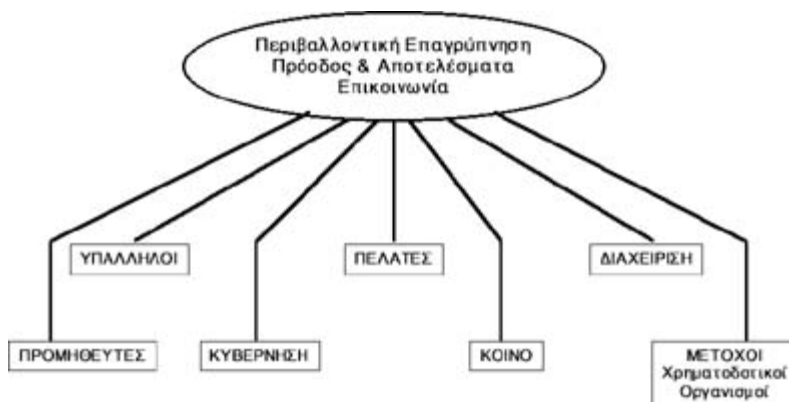 Περιβαλλοντική Επαγρύπνηση
Πρόοδος & Αποτελέσματα
Επικοινωνία
ΥΠΑΛΛΗΛΟΙ
ΠΕΛΑΤΕΣ
ΔΙΑΧΕΙΡΙΣΗ
ΠΡΟΜΗΘΕΥΤΕΣ
ΚΥΒΕΡΝΗΣΗ
ΚΟΙΝΟ
ΜΕΤΟΧΟΙ
Χρηματοδοτικοί
Οργανισμοί